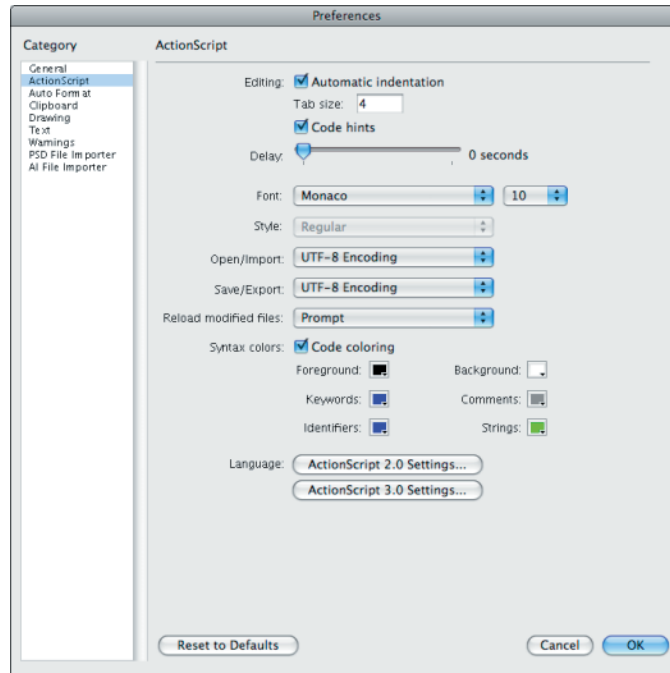 Preferences
Category
General
ActionScript
Auto Format
Clipboard
Drawing
Text
Warnings
PSD File Importer
AI File Importer
ActionScript
Editing: Automatic indentation
Tab size: 4
Code hints
Delay: 0 seconds
Font: Monaco 10
Style: Regular
Open/Import: UTF-8 Encoding
Save/Export: UTF-8 Encoding
Reload modified files: Prompt
Syntax colors: Code coloring
Foreground: Background:
Keywords: Comments:
Identifiers: Strings:
Language: ActionScript 2.0 Settings...
ActionScript 3.0 Settings...
Reset to Defaults Cancel OK